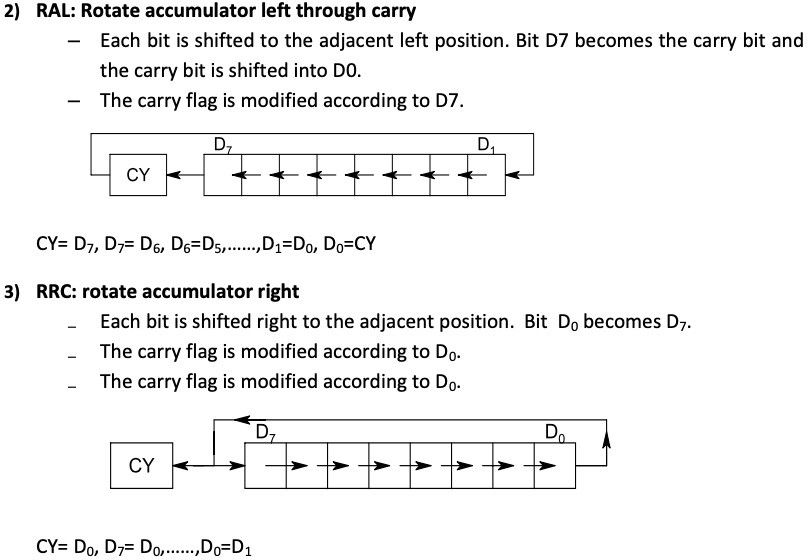 2) RAL: Rotate accumulator left through carry
– Each bit is shifted to the adjacent left position. Bit D7 becomes the carry bit and
the carry bit is shifted into D0.
– The carry flag is modified according to D7.
D₇ D₁
CY
CY= D₇, D₇= D₆, D₆=D₅,......,D₁=D₀, D₀=CY
3) RRC: rotate accumulator right
– Each bit is shifted right to the adjacent position. Bit D₀ becomes D₇.
– The carry flag is modified according to D₀.
– The carry flag is modified according to D₀.
D₇ D₀
CY
CY= D₀, D₇= D₀,......,D₀=D₁